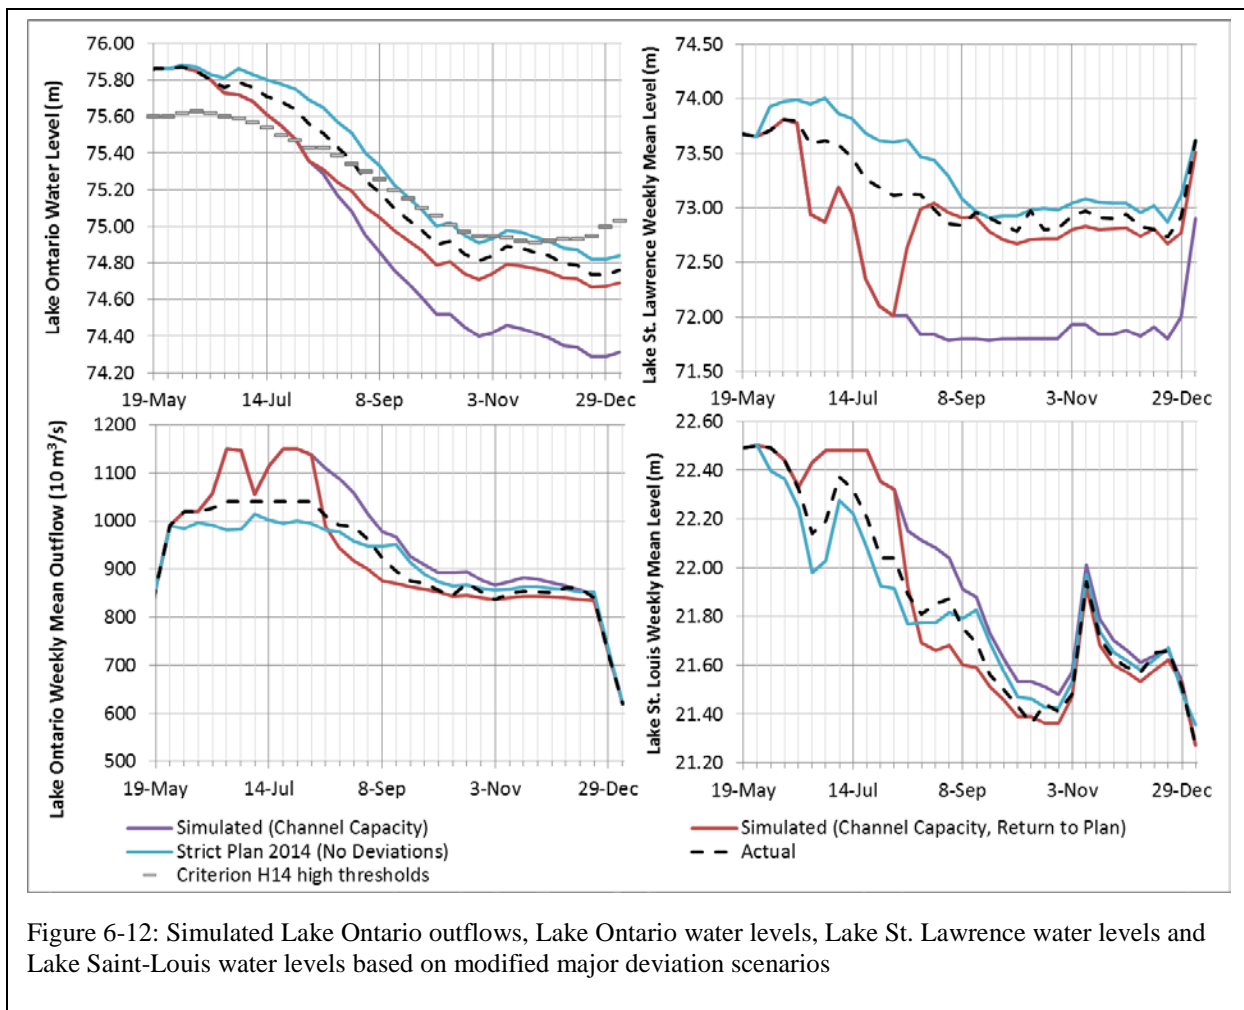 Lake Ontario Water Level (m)
76.00
75.80
75.60
75.40
75.20
75.00
74.80
74.60
74.40
74.20
19-May
14-Jul
8-Sep
3-Nov
29-Dec
Lake St. Lawrence Weekly Mean Level (m)
74.50
74.00
73.50
73.00
72.50
72.00
71.50
19-May
14-Jul
8-Sep
3-Nov
29-Dec
Lake Ontario Weekly Mean Outflow (10 m³/s)
1200
1100
1000
900
800
700
600
500
19-May
14-Jul
8-Sep
3-Nov
29-Dec
Lake St. Louis Weekly Mean Level (m)
22.60
22.40
22.20
22.00
21.80
21.60
21.40
21.20
19-May
14-Jul
8-Sep
3-Nov
29-Dec
Simulated (Channel Capacity)
Simulated (Channel Capacity, Return to Plan)
Strict Plan 2014 (No Deviations)
Actual
Criterion H14 high thresholds
Figure 6-12: Simulated Lake Ontario outflows, Lake Ontario water levels, Lake St. Lawrence water levels and
Lake Saint-Louis water levels based on modified major deviation scenarios